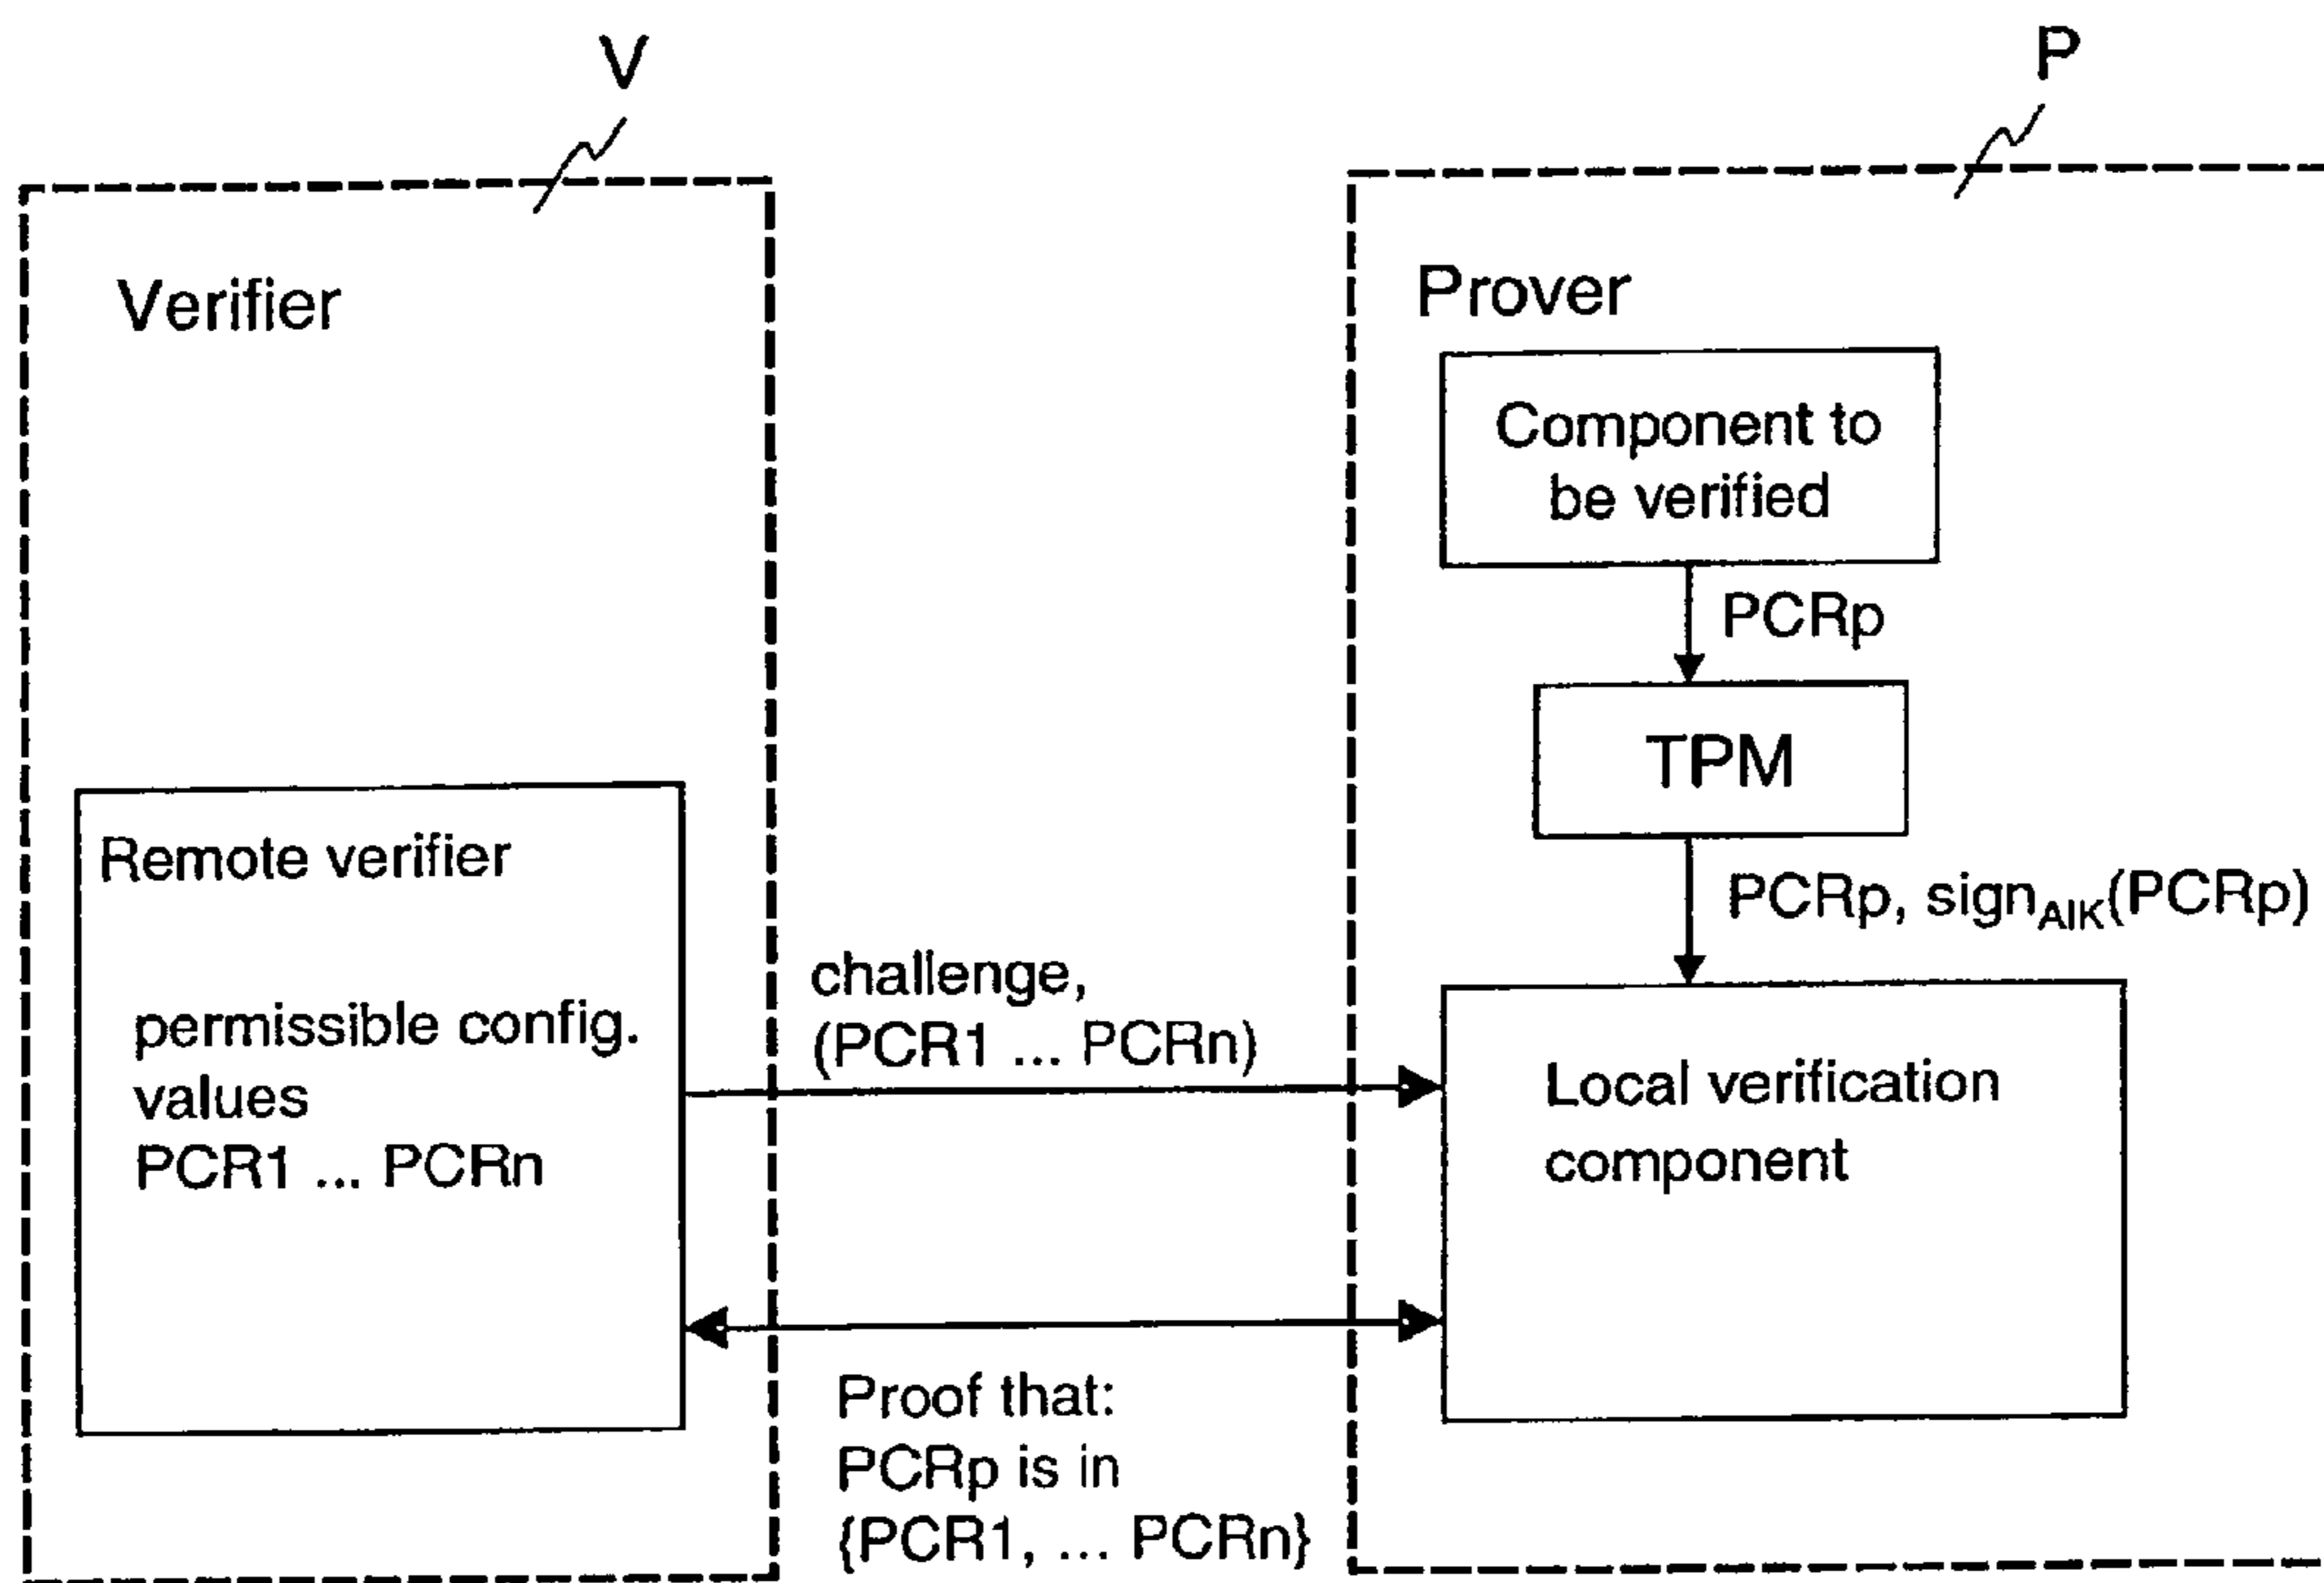 V
P
Verifier
Prover
Component to
be verified
PCRp
TPM
PCRp, sign_AIK(PCRp)
Remote verifier
permissible config.
values
PCR1 ... PCRn
challenge,
(PCR1 ... PCRn)
Local verification
component
Proof that:
PCRp is in
{PCR1, ... PCRn}